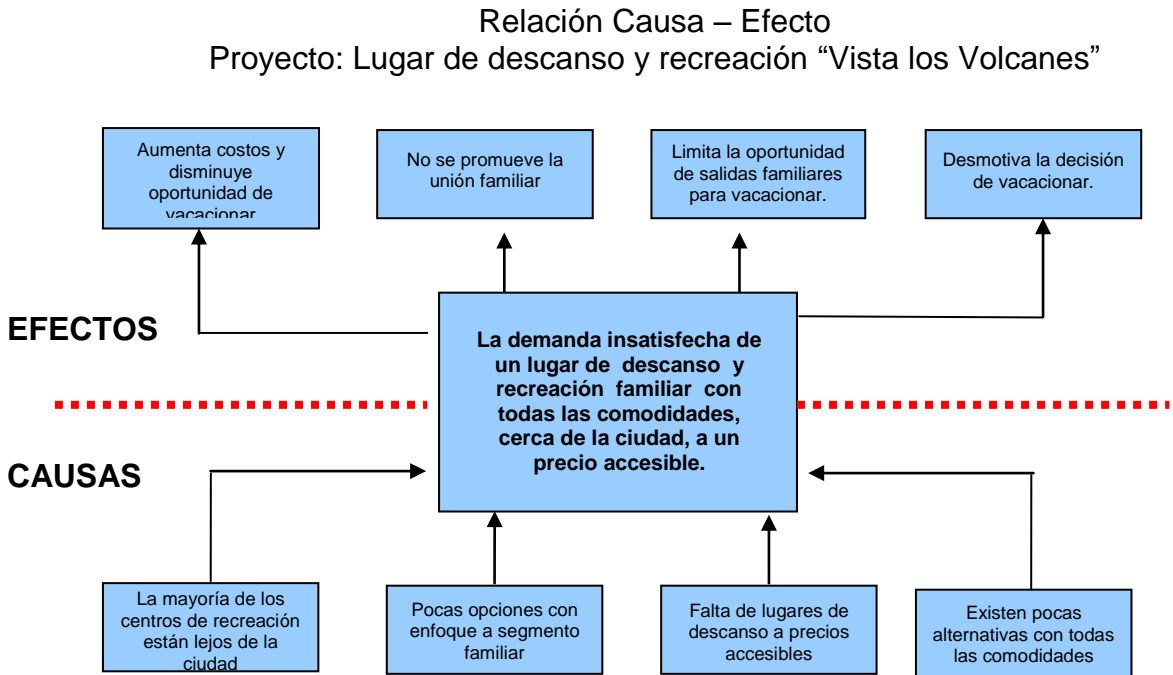 Relación Causa – Efecto
Proyecto: Lugar de descanso y recreación “Vista los Volcanes”
Aumenta costos y
disminuye
oportunidad de
vacacionar
No se promueve la
unión familiar
Limita la oportunidad
de salidas familiares
para vacacionar.
Desmotiva la decisión
de vacacionar.
EFECTOS
La demanda insatisfecha de
un lugar de descanso y
recreación familiar con
todas las comodidades,
cerca de la ciudad, a un
precio accesible.
CAUSAS
La mayoría de los
centros de recreación
están lejos de la
ciudad
Pocas opciones con
enfoque a segmento
familiar
Falta de lugares de
descanso a precios
accesibles
Existen pocas
alternativas con todas
las comodidades